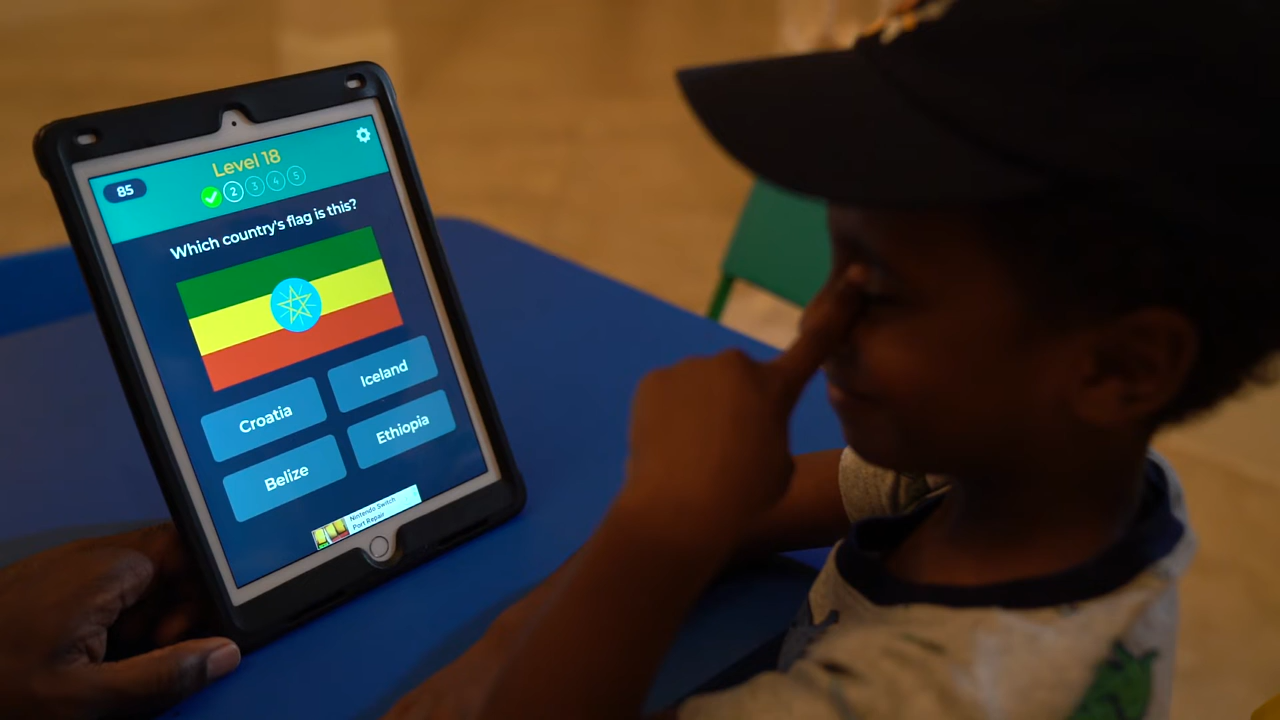 Level 18
85
2 3 4 5
Which country's flag is this?
Croatia
Iceland
Belize
Ethiopia
Nintendo Switch
Port Repair